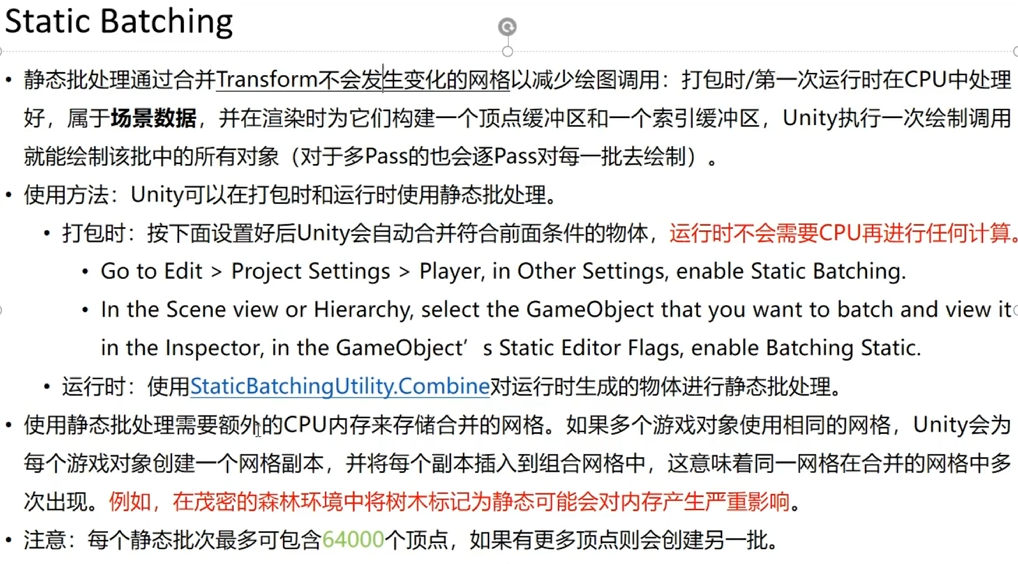 Static Batching
• 静态批处理通过合并Transform不会发生变化的网格以减少绘图调用：打包时/第一次运行时在CPU中处理
好，属于场景数据，并在渲染时为它们构建一个顶点缓冲区和一个索引缓冲区，Unity执行一次绘制调用
就能绘制该批中的所有对象（对于多Pass的也会逐Pass对每一批去绘制）。
• 使用方法：Unity可以在打包时和运行时使用静态批处理。
• 打包时：按下面设置好后Unity会自动合并符合前面条件的物体，运行时不会需要CPU再进行任何计算。
• Go to Edit > Project Settings > Player, in Other Settings, enable Static Batching.
• In the Scene view or Hierarchy, select the GameObject that you want to batch and view it
in the Inspector, in the GameObject’s Static Editor Flags, enable Batching Static.
• 运行时：使用StaticBatchingUtility.Combine对运行时生成的物体进行静态批处理。
• 使用静态批处理需要额外的CPU内存来存储合并的网格。如果多个游戏对象使用相同的网格，Unity会为
每个游戏对象创建一个网格副本，并将每个副本插入到组合网格中，这意味着同一网格在合并的网格中多
次出现。例如，在茂密的森林环境中将树木标记为静态可能会对内存产生严重影响。
• 注意：每个静态批次最多可包含64000个顶点，如果有更多顶点则会创建另一批。